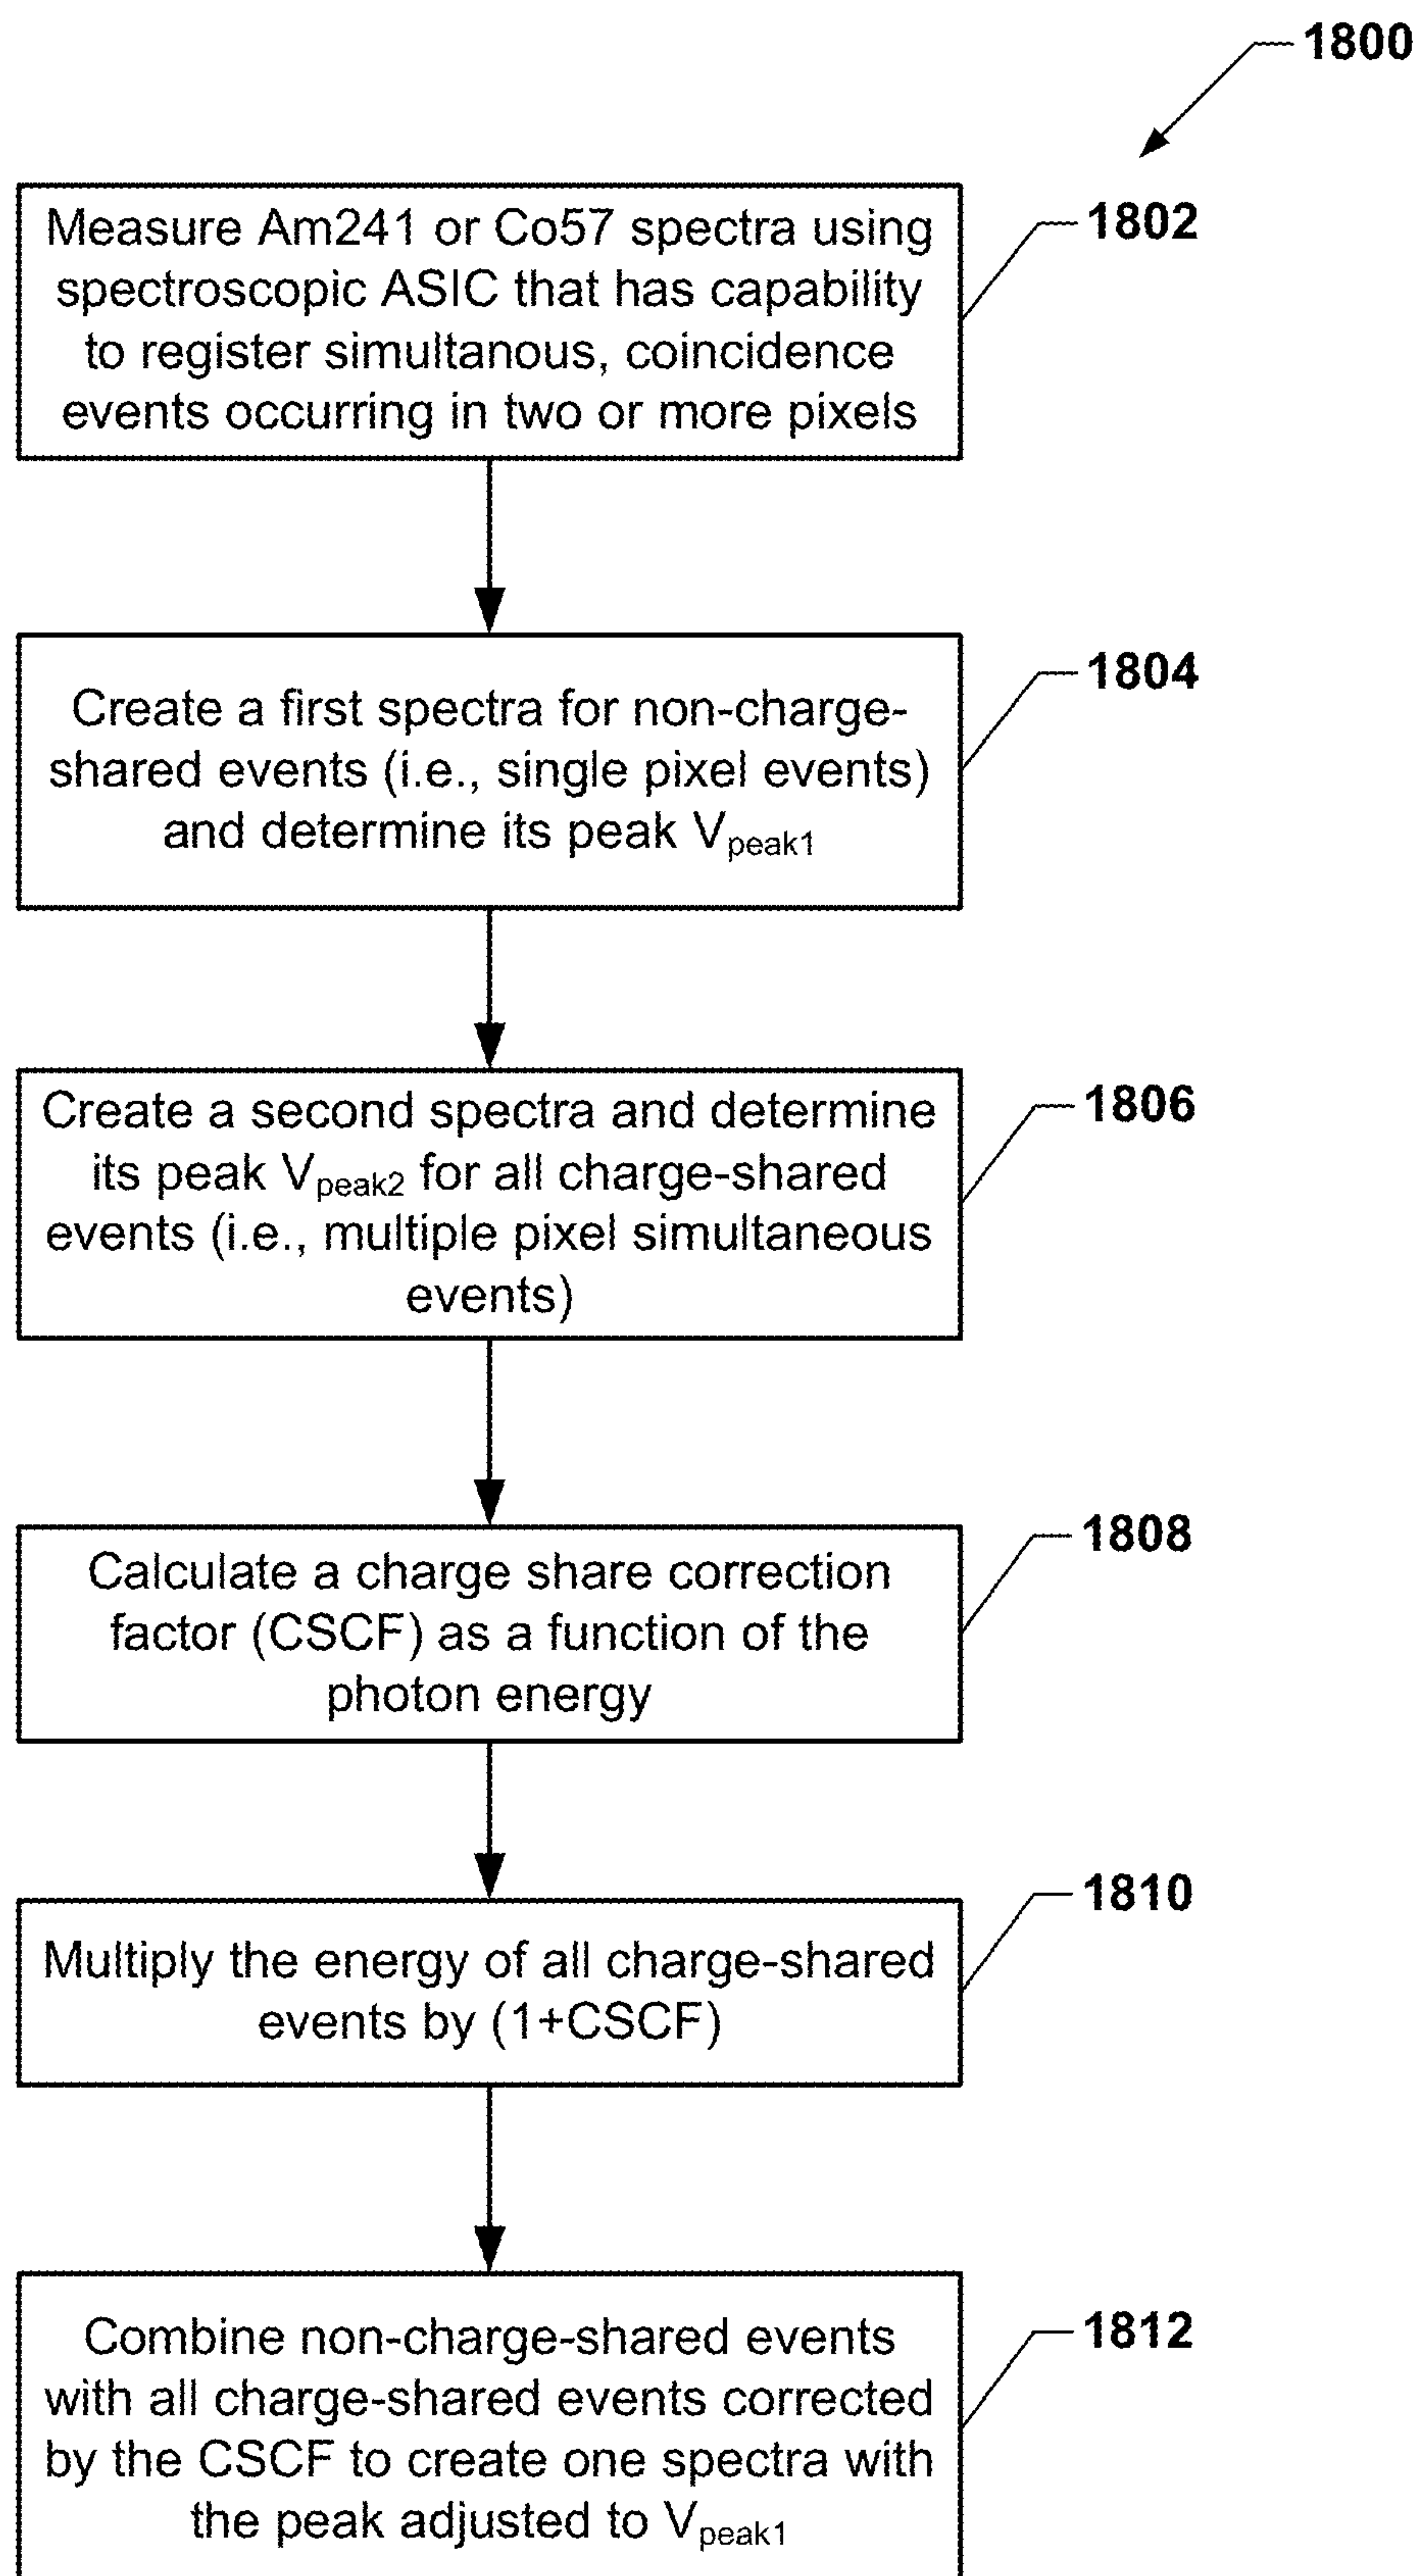 1800
Measure Am241 or Co57 spectra using
spectroscopic ASIC that has capability
to register simultanous, coincidence
events occurring in two or more pixels
1802
Create a first spectra for non-charge-
shared events (i.e., single pixel events)
and determine its peak Vpeak1
1804
Create a second spectra and determine
its peak Vpeak2 for all charge-shared
events (i.e., multiple pixel simultaneous
events)
1806
Calculate a charge share correction
factor (CSCF) as a function of the
photon energy
1808
Multiply the energy of all charge-shared
events by (1+CSCF)
1810
Combine non-charge-shared events
with all charge-shared events corrected
by the CSCF to create one spectra with
the peak adjusted to Vpeak1
1812